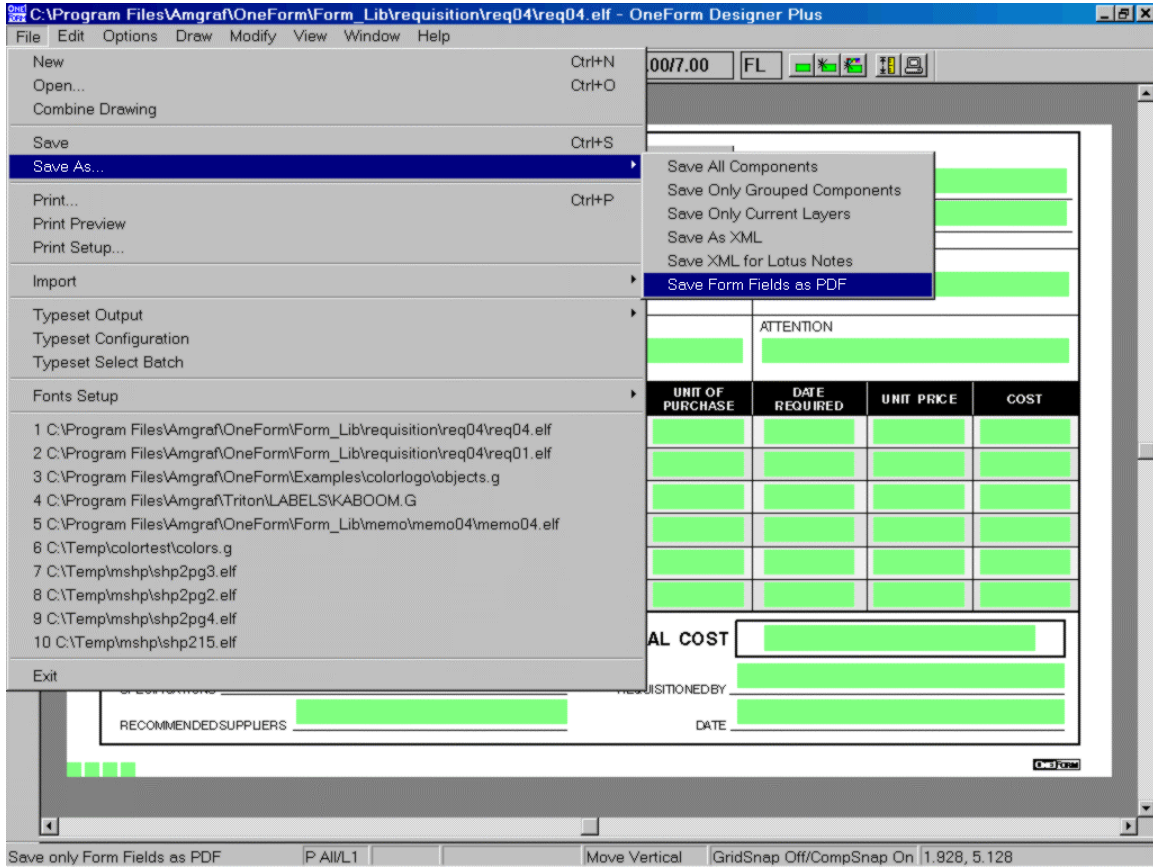 C:\Program Files\Amgraf\OneForm\Form_Lib\requisition\req04\req04.elf - OneForm Designer Plus
File Edit Options Draw Modify View Window Help
New Ctrl+N
.00/7.00 FL
Open... Ctrl+O
Combine Drawing
Save Ctrl+S
Save As...
Save All Components
Save Only Grouped Components
Save Only Current Layers
Save As XML
Save XML for Lotus Notes
Save Form Fields as PDF
Print... Ctrl+P
Print Preview
Print Setup...
Import
Typeset Output
Typeset Configuration
Typeset Select Batch
Fonts Setup
1 C:\Program Files\Amgraf\OneForm\Form_Lib\requisition\req04\req04.elf
2 C:\Program Files\Amgraf\OneForm\Form_Lib\requisition\req04\req01.elf
3 C:\Program Files\Amgraf\OneForm\Examples\colorlogo\objects.g
4 C:\Program Files\Amgraf\Triton\LABELS\KABOOM.G
5 C:\Program Files\Amgraf\OneForm\Form_Lib\memo\memo04\memo04.elf
6 C:\Temp\colortest\colors.g
7 C:\Temp\mshp\shp2pg3.elf
8 C:\Temp\mshp\shp2pg2.elf
9 C:\Temp\mshp\shp2pg4.elf
10 C:\Temp\mshp\shp215.elf
Exit
ATTENTION
UNIT OF PURCHASE
DATE REQUIRED
UNIT PRICE
COST
AL COST
RECOMMENDED SUPPLIERS
DATE
ONEFORM
Save only Form Fields as PDF P All/L1 Move Vertical GridSnap Off/CompSnap On 1.928, 5.128